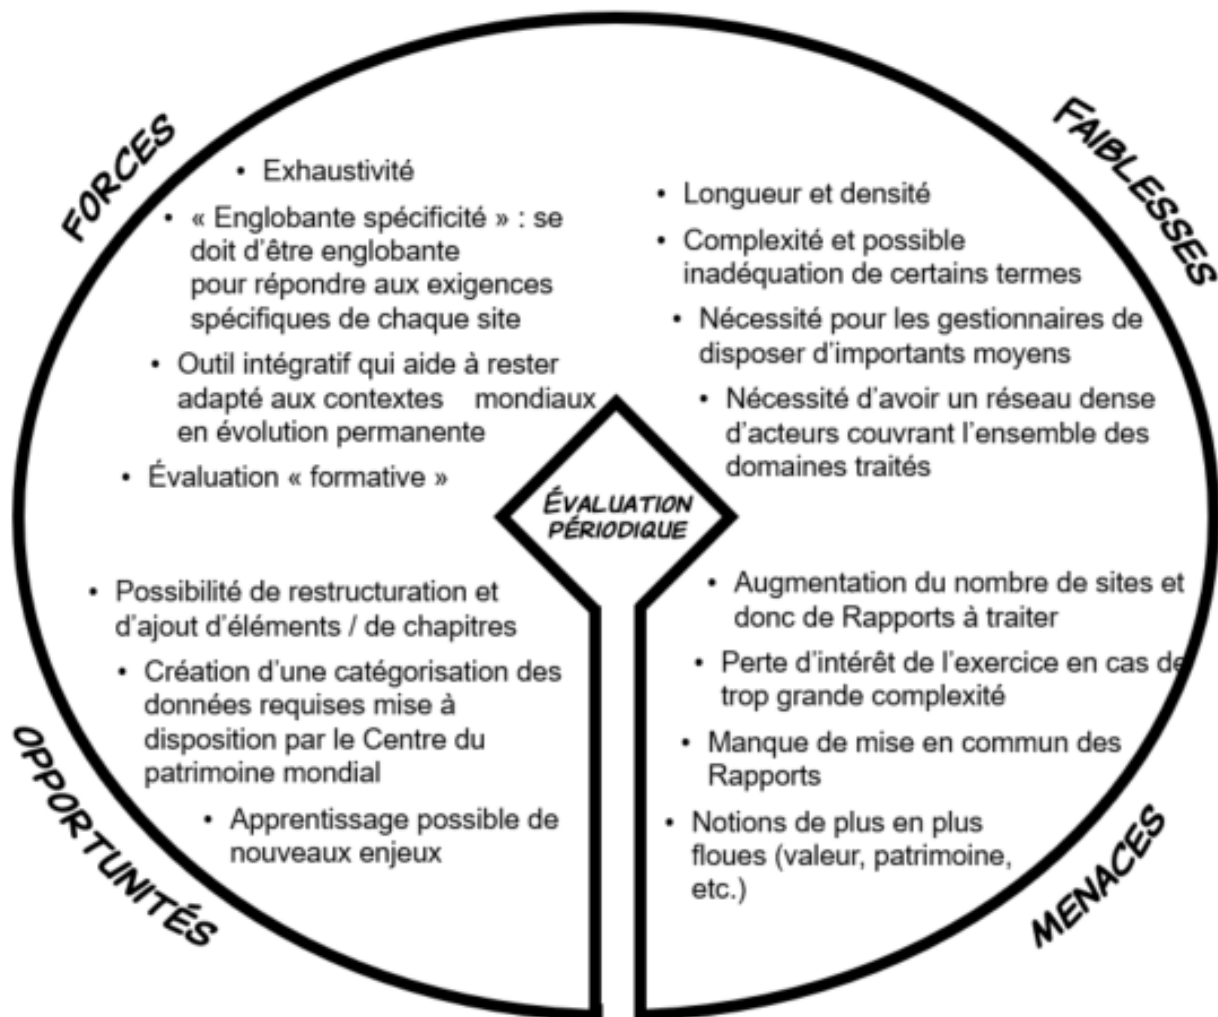 FORCES
• Exhaustivité
• « Englobante spécificité » : se
doit d'être englobante
pour répondre aux exigences
spécifiques de chaque site
• Outil intégratif qui aide à rester
adapté aux contextes mondiaux
en évolution permanente
• Évaluation « formative »
FAIBLESSES
• Longueur et densité
• Complexité et possible
inadéquation de certains termes
• Nécessité pour les gestionnaires de
disposer d'importants moyens
• Nécessité d'avoir un réseau dense
d'acteurs couvrant l'ensemble des
domaines traités
ÉVALUATION
PÉRIODIQUE
OPPORTUNITÉS
• Possibilité de restructuration et
d'ajout d'éléments / de chapitres
• Création d'une catégorisation des
données requises mise à
disposition par le Centre du
patrimoine mondial
• Apprentissage possible de
nouveaux enjeux
MENACES
• Augmentation du nombre de sites et
donc de Rapports à traiter
• Perte d'intérêt de l'exercice en cas de
trop grande complexité
• Manque de mise en commun des
Rapports
• Notions de plus en plus
floues (valeur, patrimoine,
etc.)